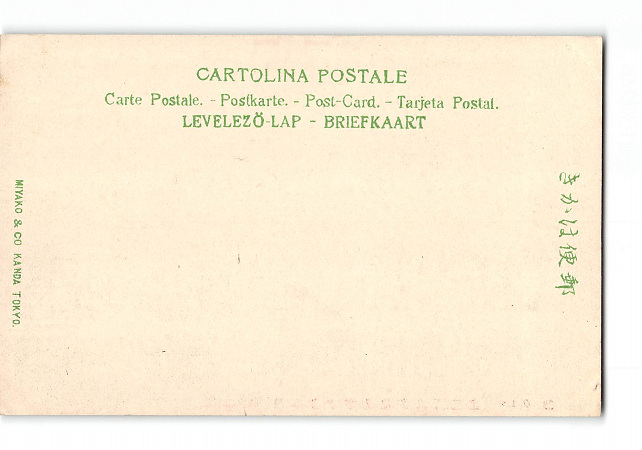 CARTOLINA POSTALE
Carte Postale. - Postkarte. - Post-Card. - Tarjeta Postal.
LEVELEZŐ-LAP - BRIEFKAART
きかは便郵
MIYAKO & CO KANDA TOKYO.